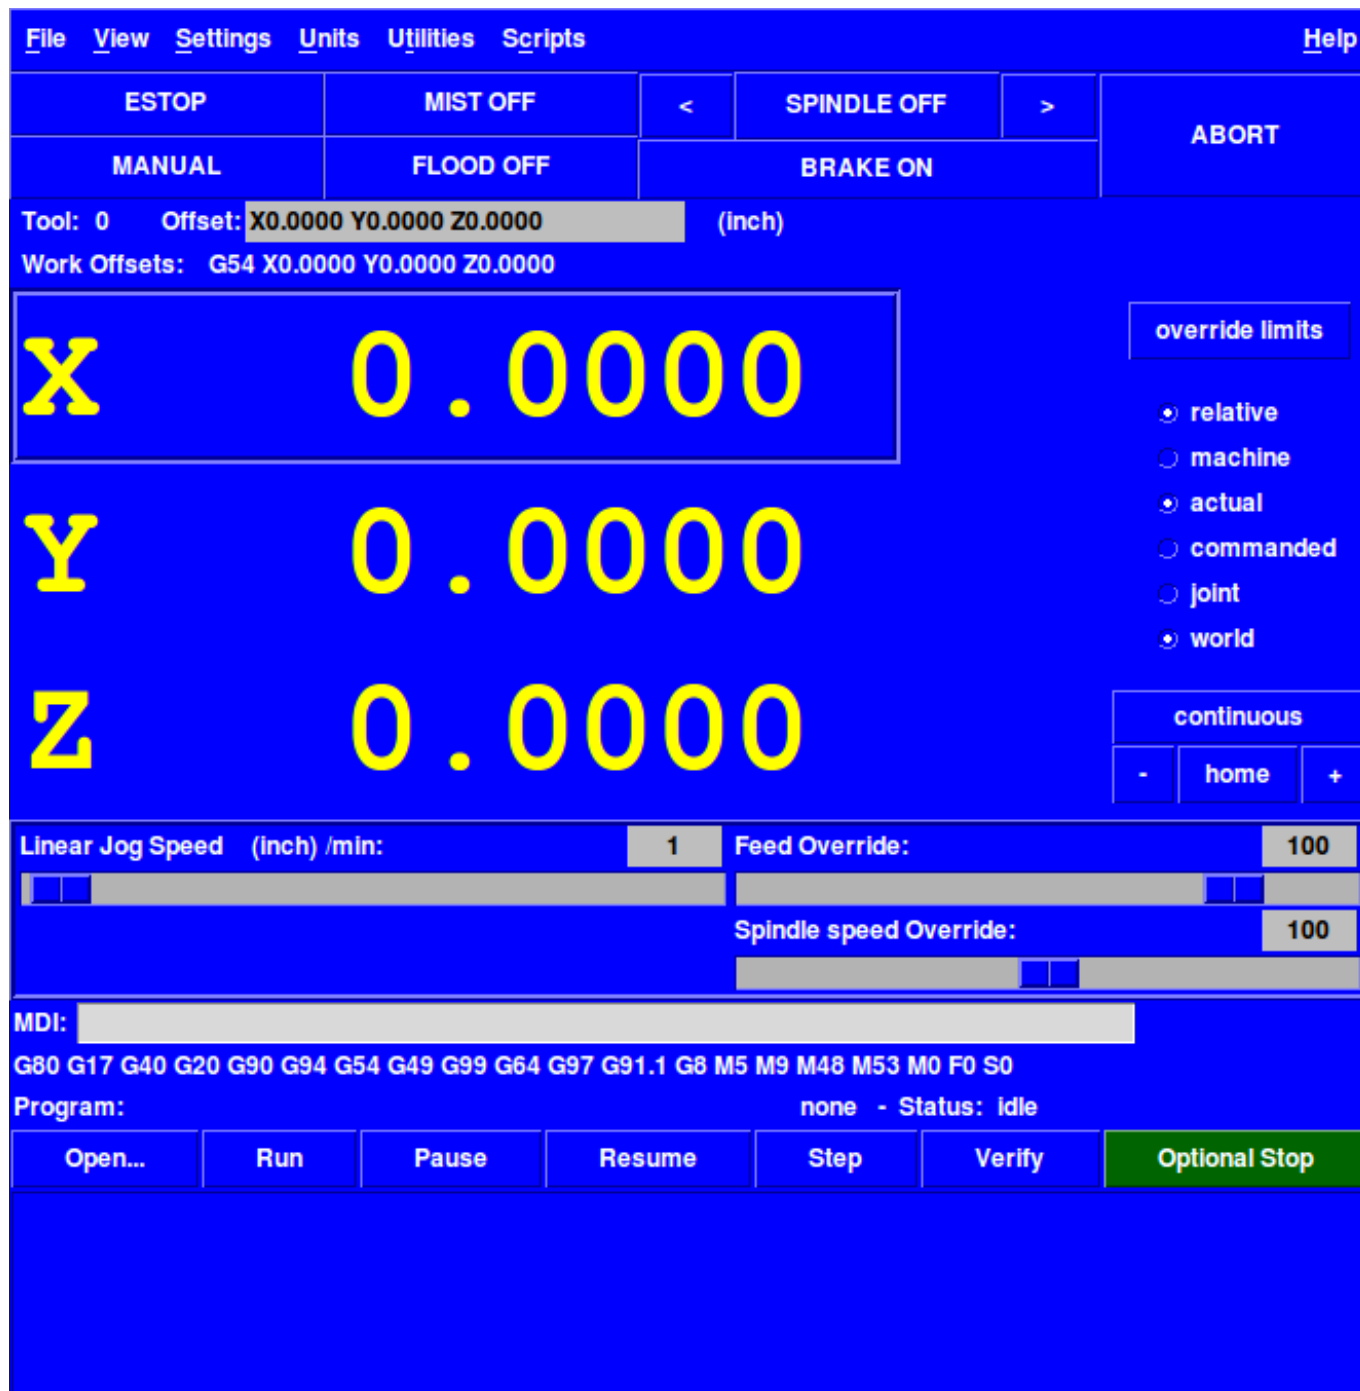 File View Settings Units Utilities Scripts Help
ESTOP MIST OFF < SPINDLE OFF > ABORT
MANUAL FLOOD OFF BRAKE ON
Tool: 0 Offset: X0.0000 Y0.0000 Z0.0000 (inch)
Work Offsets: G54 X0.0000 Y0.0000 Z0.0000
override limits
X 0.0000
relative
machine
actual
Y 0.0000
commanded
joint
world
Z 0.0000
continuous
- home +
Linear Jog Speed (inch) /min: 1 Feed Override: 100
Spindle speed Override: 100
MDI:
G80 G17 G40 G20 G90 G94 G54 G49 G99 G64 G97 G91.1 G8 M5 M9 M48 M53 M0 F0 S0
Program: none - Status: idle
Open... Run Pause Resume Step Verify Optional Stop